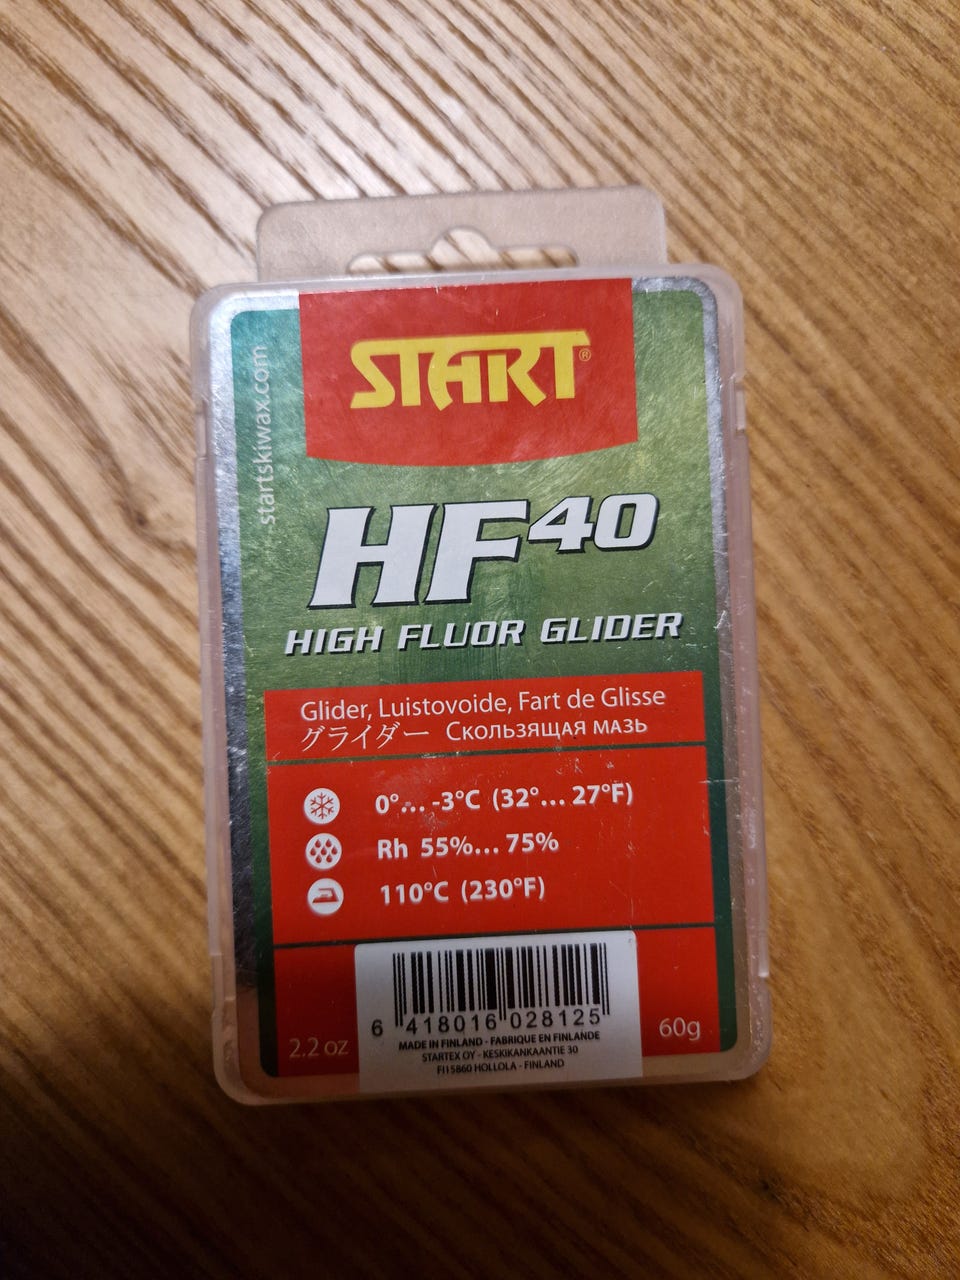 START®
startskiwax.com
HF40
HIGH FLUOR GLIDER
Glider, Luistovoide, Fart de Glisse
グライダー Скользящая мазь
0°... -3°C (32°... 27°F)
Rh 55%... 75%
110°C (230°F)
6 418016 028125
MADE IN FINLAND - FABRIQUE EN FINLANDE
STARTEX OY - KESKIKANKAANTIE 30
FI15860 HOLLOLA - FINLAND
2.2 oz
60g